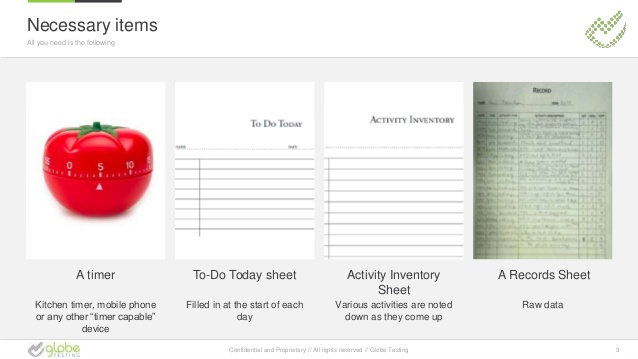 Necessary items
All you need is the following
0 5 10
To Do Today
NAME DATE
Activity Inventory
Record
A timer
To-Do Today sheet
Activity Inventory
Sheet
A Records Sheet
Kitchen timer, mobile phone
or any other “timer capable”
device
Filled in at the start of each
day
Various activities are noted
down as they come up
Raw data
globe
TESTING
Confidential and Proprietary // All rights reserved // Globe Testing
9